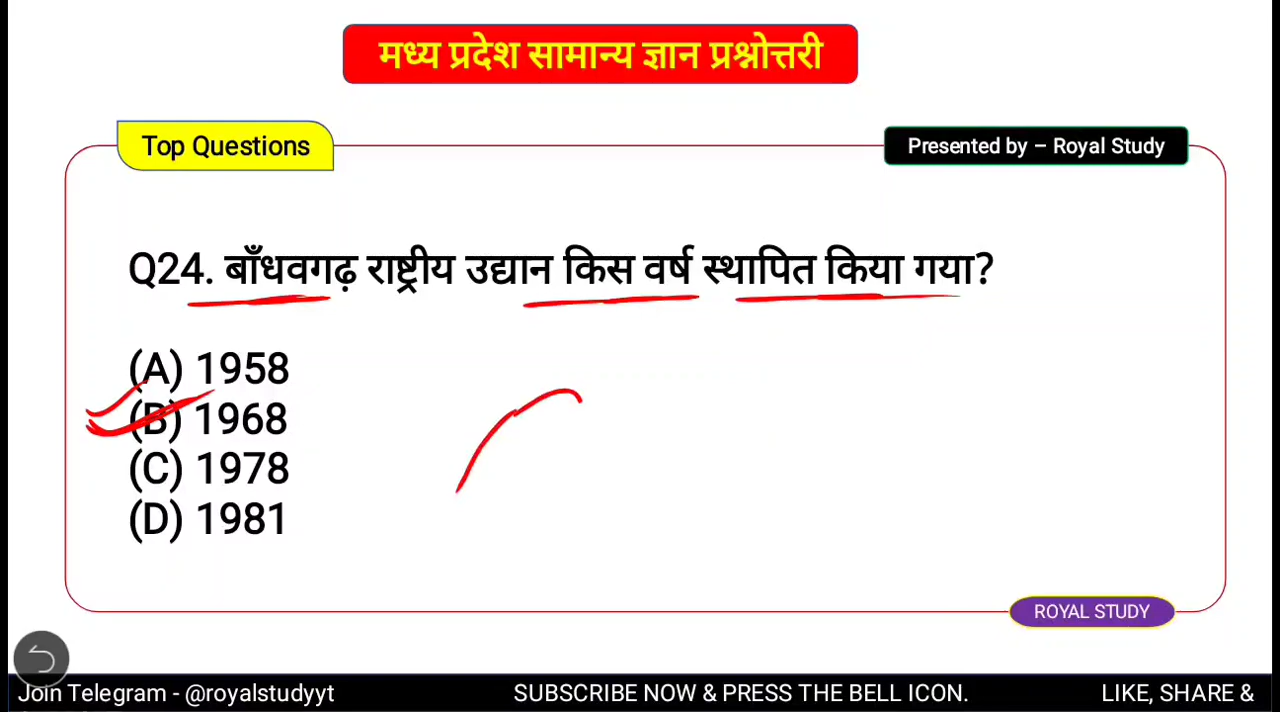 मध्य प्रदेश सामान्य ज्ञान प्रश्नोत्तरी
Top Questions
Presented by – Royal Study
Q24. बाँधवगढ़ राष्ट्रीय उद्यान किस वर्ष स्थापित किया गया?
(A) 1958
(B) 1968
(C) 1978
(D) 1981
ROYAL STUDY
Join Telegram - @royalstudyyt SUBSCRIBE NOW & PRESS THE BELL ICON. LIKE, SHARE &